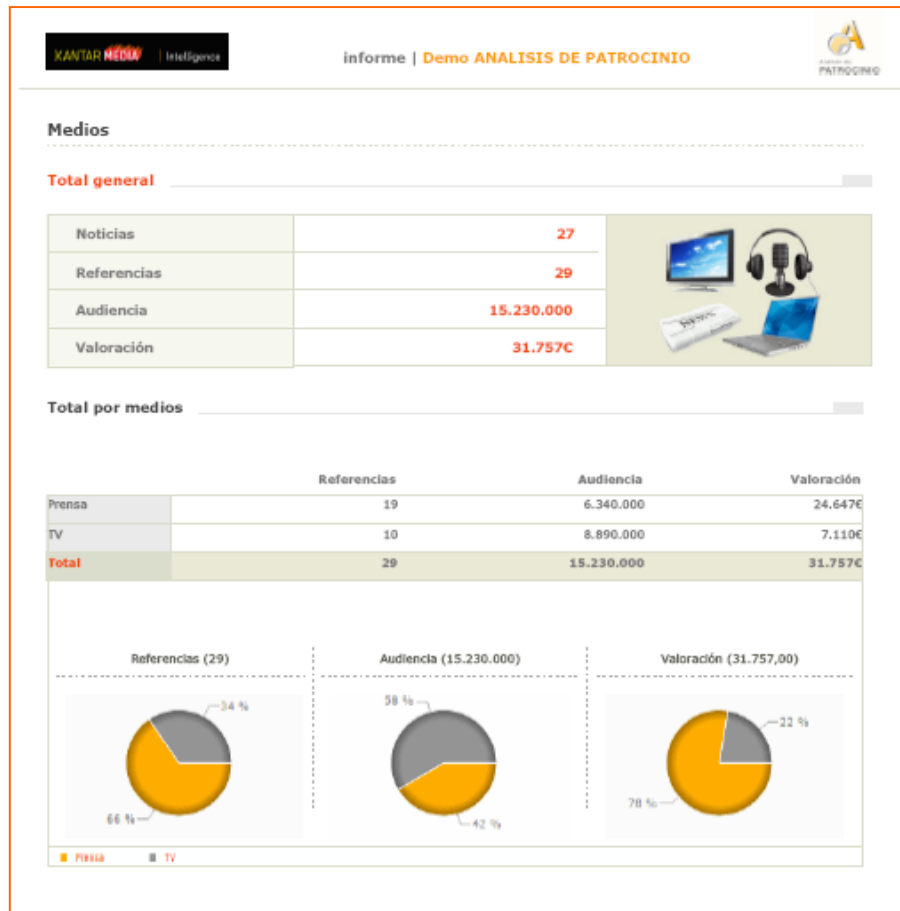 KANTAR MEDIA | Intelligence
informe | Demo ANALISIS DE PATROCINIO
Análisis de
PATROCINIO
Medios
Total general
Noticias 27
Referencias 29
Audiencia 15.230.000
Valoración 31.757€
NEWS
Total por medios
Referencias Audiencia Valoración
Prensa 19 6.340.000 24.647€
TV 10 8.890.000 7.110€
Total 29 15.230.000 31.757€
Referencias (29) Audiencia (15.230.000) Valoración (31.757,00)
34 % 58 % 22 %
66 % 42 % 78 %
Prensa TV